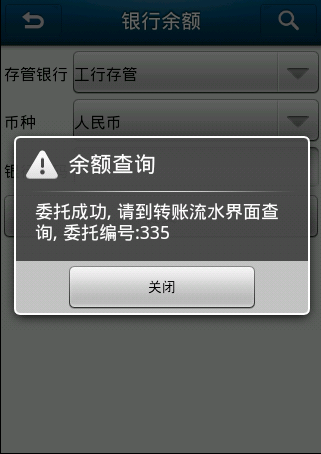 银行余额
存管银行 工行存管
币种 人民币
银
余额查询
委托成功, 请到转账流水界面查
询, 委托编号:335
关闭